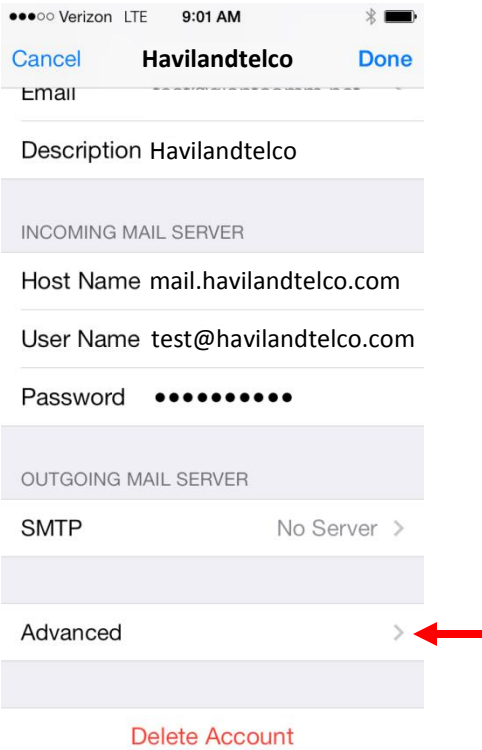 Verizon LTE 9:01 AM
Cancel Havilandtelco Done
Email
Description Havilandtelco
INCOMING MAIL SERVER
Host Name mail.havilandtelco.com
User Name test@havilandtelco.com
Password ••••••••••
OUTGOING MAIL SERVER
SMTP No Server >
Advanced >
Delete Account